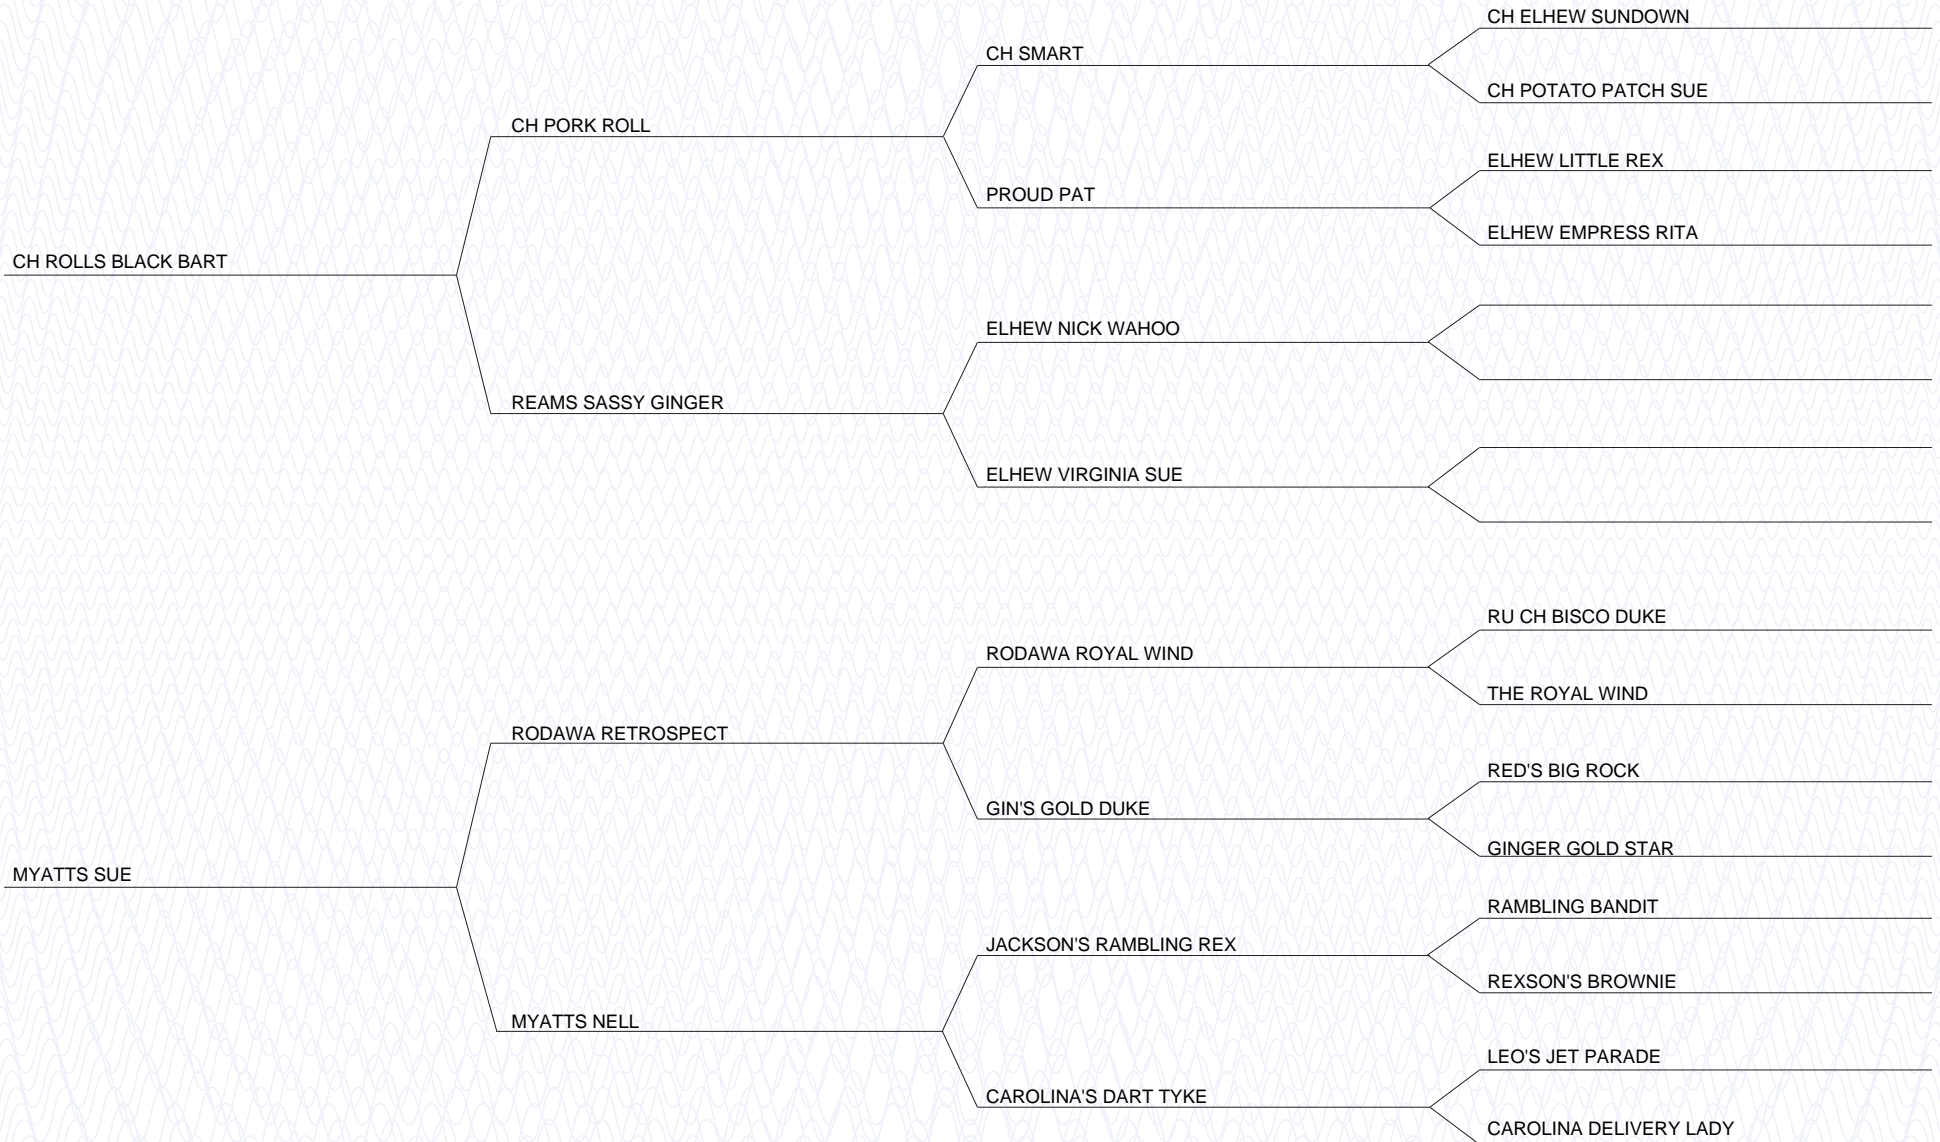 CH ELHEW SUNDOWN
CH SMART
CH POTATO PATCH SUE
CH PORK ROLL
ELHEW LITTLE REX
PROUD PAT
ELHEW EMPRESS RITA
CH ROLLS BLACK BART
ELHEW NICK WAHOO
REAMS SASSY GINGER
ELHEW VIRGINIA SUE
RU CH BISCO DUKE
RODAWA ROYAL WIND
THE ROYAL WIND
RODAWA RETROSPECT
RED'S BIG ROCK
GIN'S GOLD DUKE
GINGER GOLD STAR
MYATTS SUE
RAMBLING BANDIT
JACKSON'S RAMBLING REX
REXSON'S BROWNIE
MYATTS NELL
LEO'S JET PARADE
CAROLINA'S DART TYKE
CAROLINA DELIVERY LADY